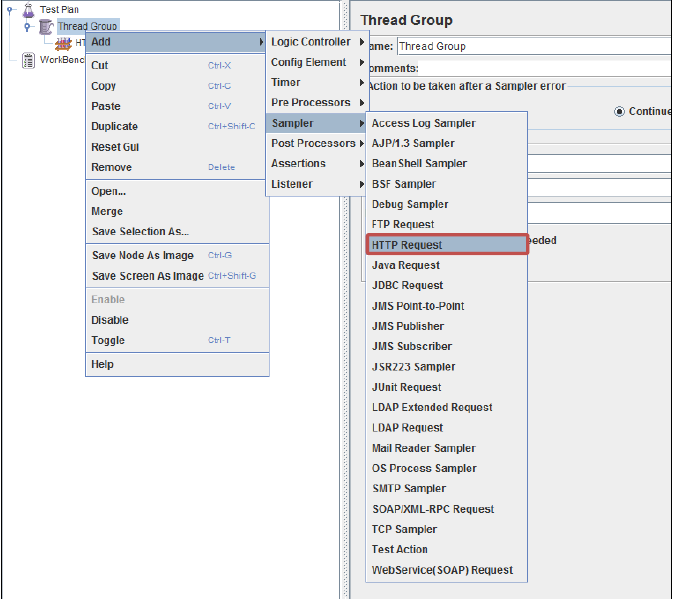 Test Plan
Thread Group
HT
WorkBenc
Add
Cut Ctrl-X
Copy Ctrl-C
Paste Ctrl-V
Duplicate Ctrl+Shift-C
Reset Gui
Remove Delete
Open...
Merge
Save Selection As...
Save Node As Image Ctrl-G
Save Screen As Image Ctrl+Shift-G
Enable
Disable
Toggle Ctrl-T
Help
Logic Controller
Config Element
Timer
Pre Processors
Sampler
Post Processors
Assertions
Listener
Access Log Sampler
AJP/1.3 Sampler
BeanShell Sampler
BSF Sampler
Debug Sampler
FTP Request
HTTP Request
Java Request
JDBC Request
JMS Point-to-Point
JMS Publisher
JMS Subscriber
JSR223 Sampler
JUnit Request
LDAP Extended Request
LDAP Request
Mail Reader Sampler
OS Process Sampler
SMTP Sampler
SOAP/XML-RPC Request
TCP Sampler
Test Action
WebService(SOAP) Request
Thread Group
ame: Thread Group
omments:
Action to be taken after a Sampler error
Continue
eeded